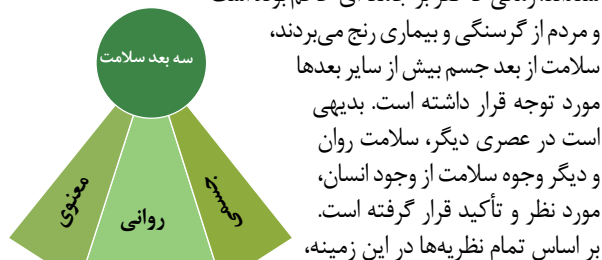 و مردم از گرسنگی و بیماری رنج می‌بردند،
سلامت از بعد جسم بیش از سایر بعدها
مورد توجه قرار داشته است. بدیهی
است در عصری دیگر، سلامت روان
و دیگر وجوه سلامت از وجود انسان،
مورد نظر و تأکید قرار گرفته است.
بر اساس تمام نظریه‌ها در این زمینه،
سه بعد سلامت
جسمی
روانی
معنوی